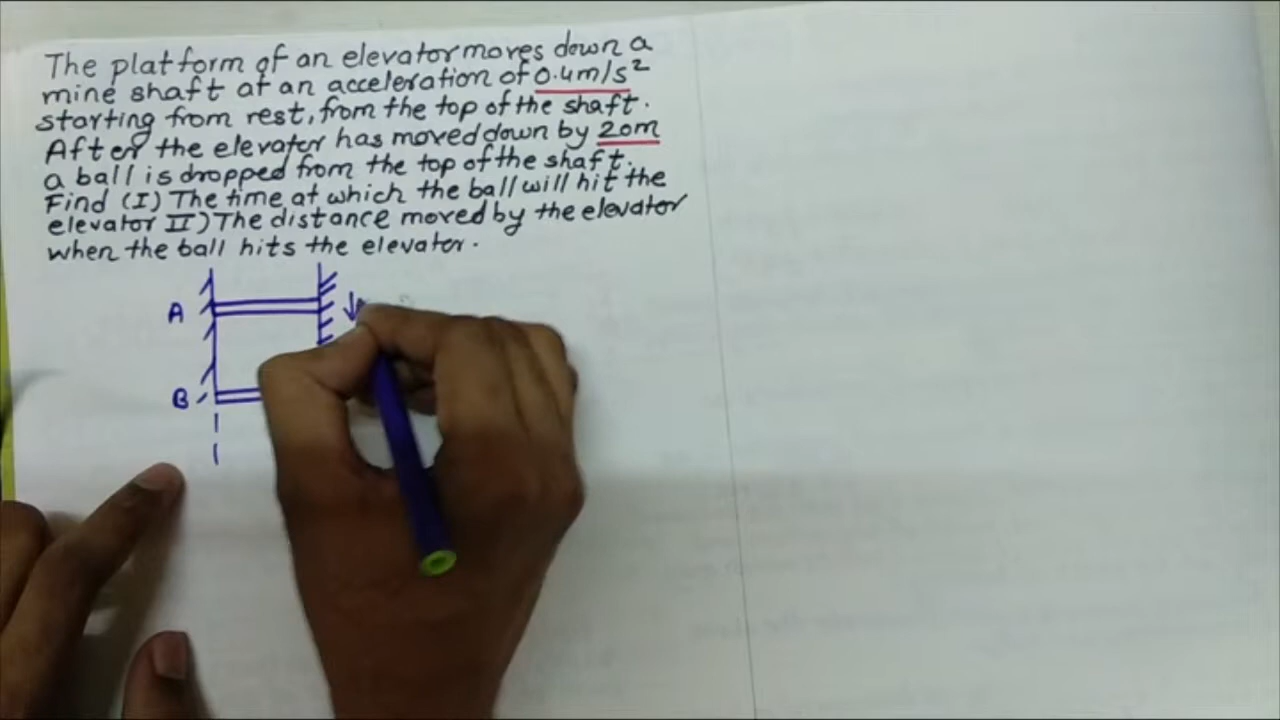 The platform of an elevator moves down a
mine shaft at an acceleration of 0.4m/s²
starting from rest, from the top of the shaft.
After the elevator has moved down by 20m
a ball is dropped from the top of the shaft.
Find (I) The time at which the ball will hit the
elevator II) The distance moved by the elevator
when the ball hits the elevator.
A
B